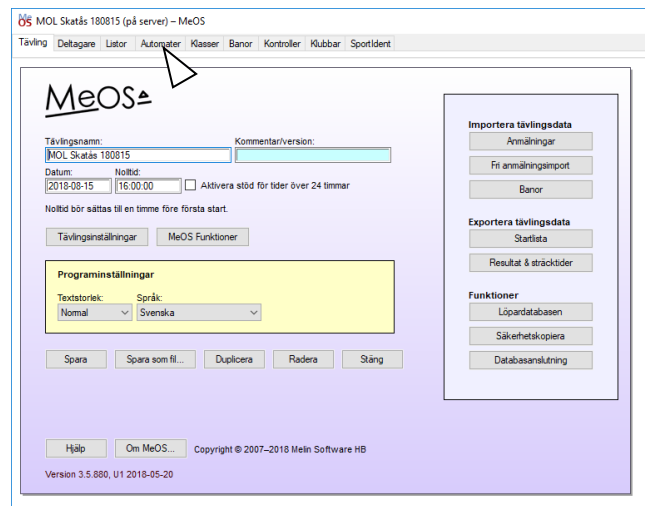 MeOS MOL Skatås 180815 (på server) – MeOS
Tävling Deltagare Listor Automater Klasser Banor Kontroller Klubbar SportIdent
MeOS
Tävlingsnamn: Kommentar/version:
MOL Skatås 180815
Datum: Nolltid:
2018-08-15 16:00:00 Aktivera stöd för tider över 24 timmar
Nolltid bör sättas till en timme före första start.
Tävlingsinställningar MeOS Funktioner
Programinställningar
Textstorlek: Språk:
Normal Svenska
Spara Spara som fil... Duplicera Radera Stäng
Hjälp Om MeOS... Copyright © 2007–2018 Melin Software HB
Version 3.5.880, U1 2018-05-20
Importera tävlingsdata
Anmälningar
Fri anmälningsimport
Banor
Exportera tävlingsdata
Startlista
Resultat & sträcktider
Funktioner
Löpardatabasen
Säkerhetskopiera
Databasanslutning